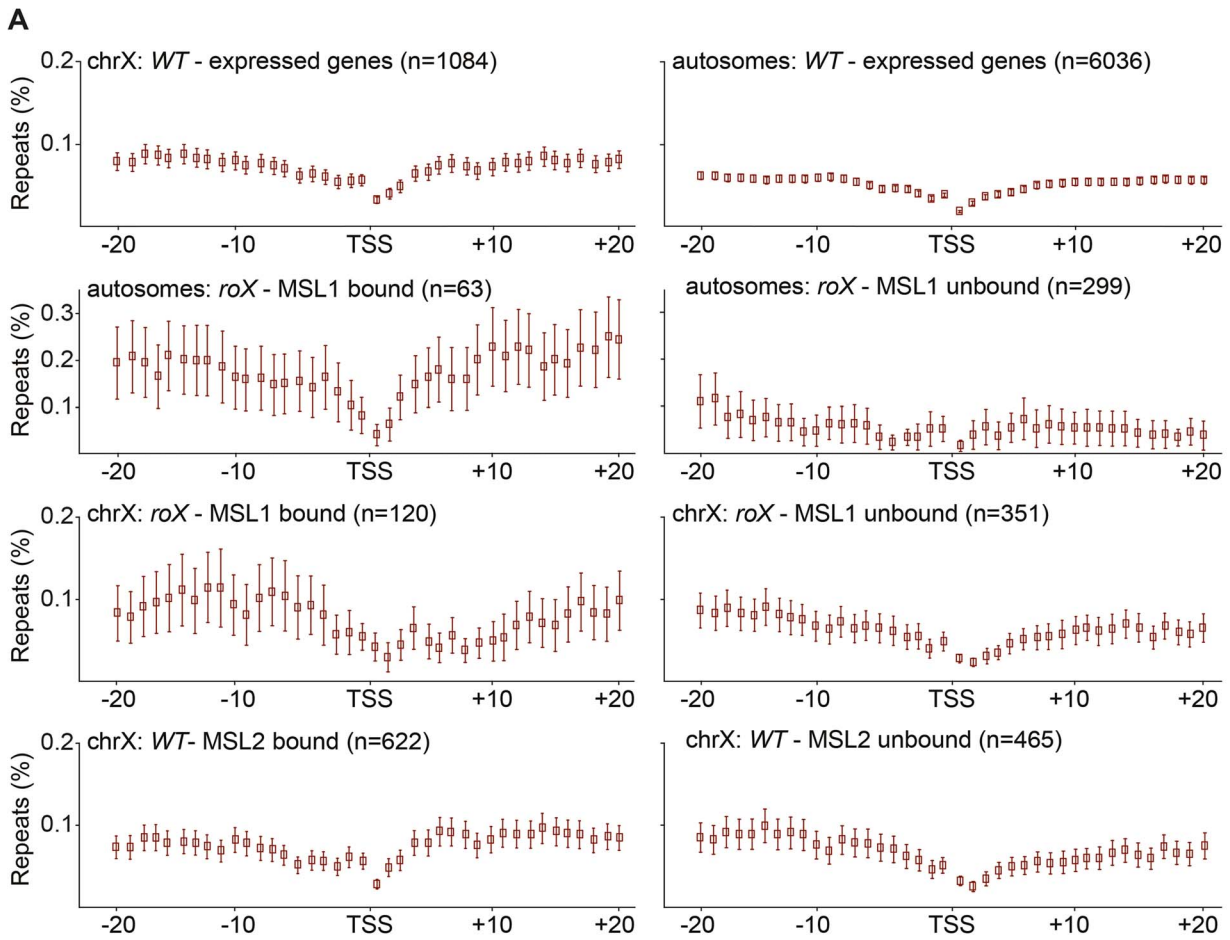 A
chrX: WT - expressed genes (n=1084)
Repeats (%)
0.2
0.1
-20 -10 TSS +10 +20
autosomes: WT - expressed genes (n=6036)
-20 -10 TSS +10 +20
autosomes: roX - MSL1 bound (n=63)
Repeats (%)
0.3
0.2
0.1
-20 -10 TSS +10 +20
autosomes: roX - MSL1 unbound (n=299)
-20 -10 TSS +10 +20
chrX: roX - MSL1 bound (n=120)
Repeats (%)
0.2
0.1
-20 -10 TSS +10 +20
chrX: roX - MSL1 unbound (n=351)
-20 -10 TSS +10 +20
chrX: WT- MSL2 bound (n=622)
Repeats (%)
0.2
0.1
-20 -10 TSS +10 +20
chrX: WT - MSL2 unbound (n=465)
-20 -10 TSS +10 +20